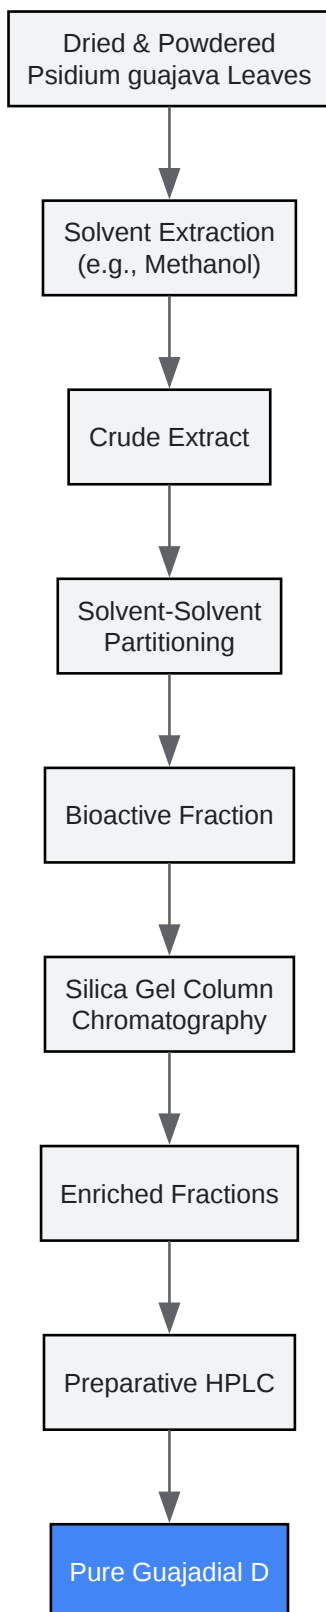 Dried & Powdered
Psidium guajava Leaves
Solvent Extraction
(e.g., Methanol)
Crude Extract
Solvent-Solvent
Partitioning
Bioactive Fraction
Silica Gel Column
Chromatography
Enriched Fractions
Preparative HPLC
Pure Guajadial D